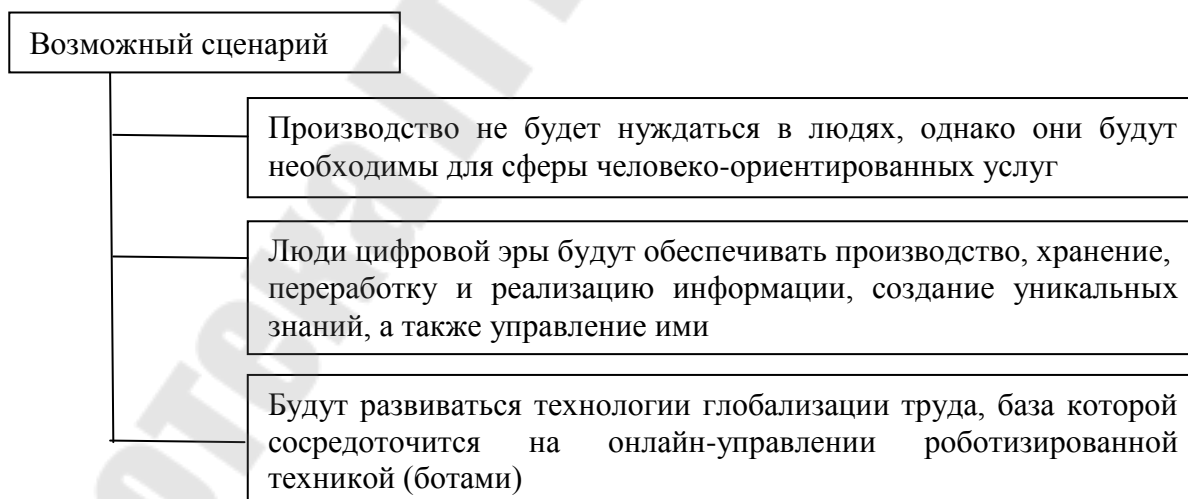 Возможный сценарий
Производство не будет нуждаться в людях, однако они будут
необходимы для сферы человеко-ориентированных услуг
Люди цифровой эры будут обеспечивать производство, хранение,
переработку и реализацию информации, создание уникальных
знаний, а также управление ими
Будут развиваться технологии глобализации труда, база которой
сосредоточится на онлайн-управлении роботизированной
техникой (ботами)